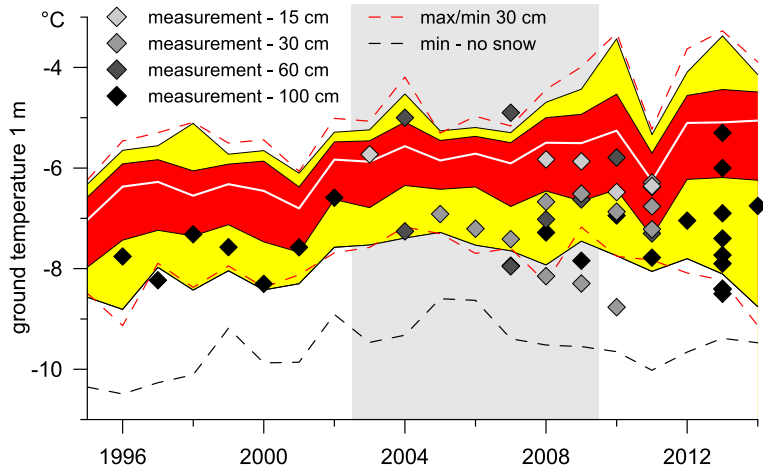 °C
measurement - 15 cm
max/min 30 cm
measurement - 30 cm
min - no snow
measurement - 60 cm
measurement - 100 cm
ground temperature 1 m
-4
-6
-8
-10
1996 2000 2004 2008 2012